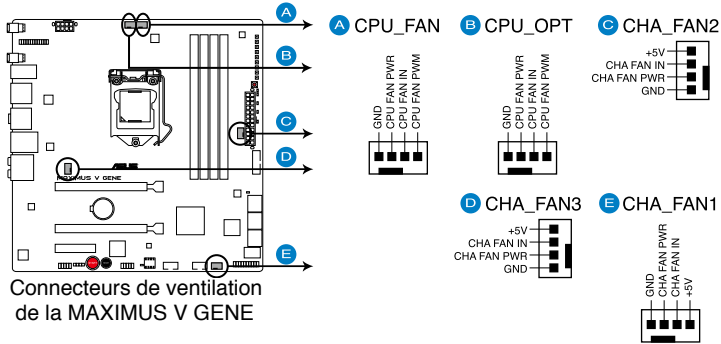 A
B
C
D
E
MAXIMUS V GENE
Connecteurs de ventilation
de la MAXIMUS V GENE
A CPU_FAN
GND
CPU FAN PWR
CPU FAN IN
CPU FAN PWM
B CPU_OPT
GND
CPU FAN PWR
CPU FAN IN
CPU FAN PWM
C CHA_FAN2
+5V
CHA FAN IN
CHA FAN PWR
GND
D CHA_FAN3
+5V
CHA FAN IN
CHA FAN PWR
GND
E CHA_FAN1
GND
CHA FAN PWR
CHA FAN IN
+5V